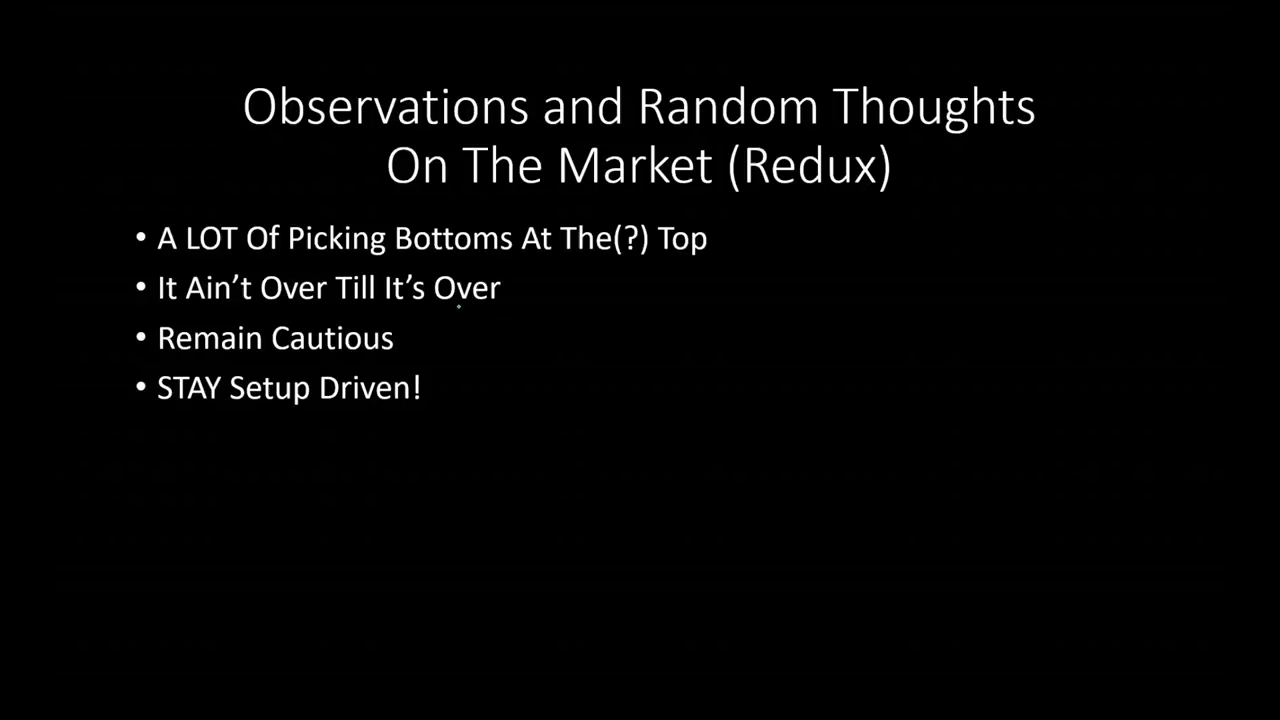 Observations and Random Thoughts
On The Market (Redux)
• A LOT Of Picking Bottoms At The(?) Top
• It Ain’t Over Till It’s Over
• Remain Cautious
• STAY Setup Driven!